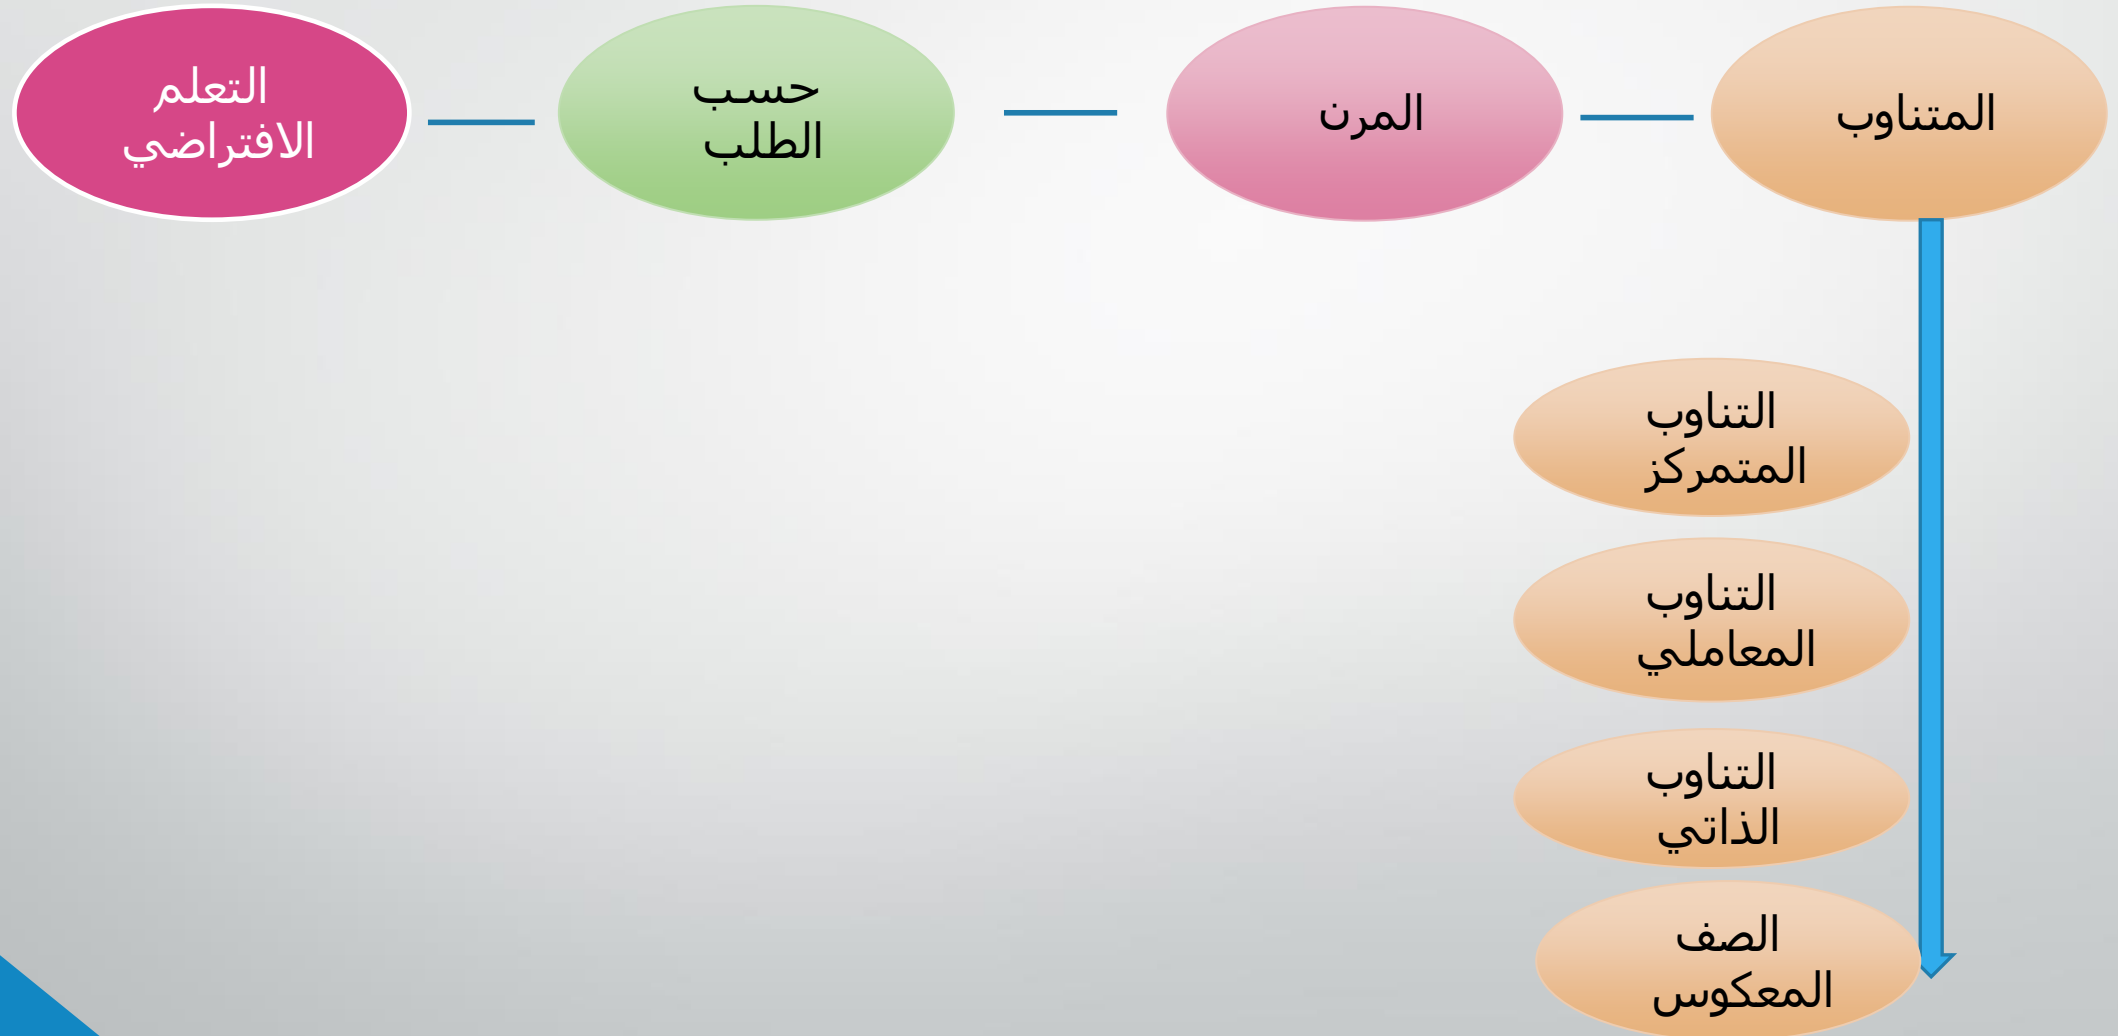 المتناوب
المرن
حسب
الطلب
التعلم
الافتراضي
التناوب
المتمركز
التناوب
المعاملي
التناوب
الذاتي
الصف
المعكوس